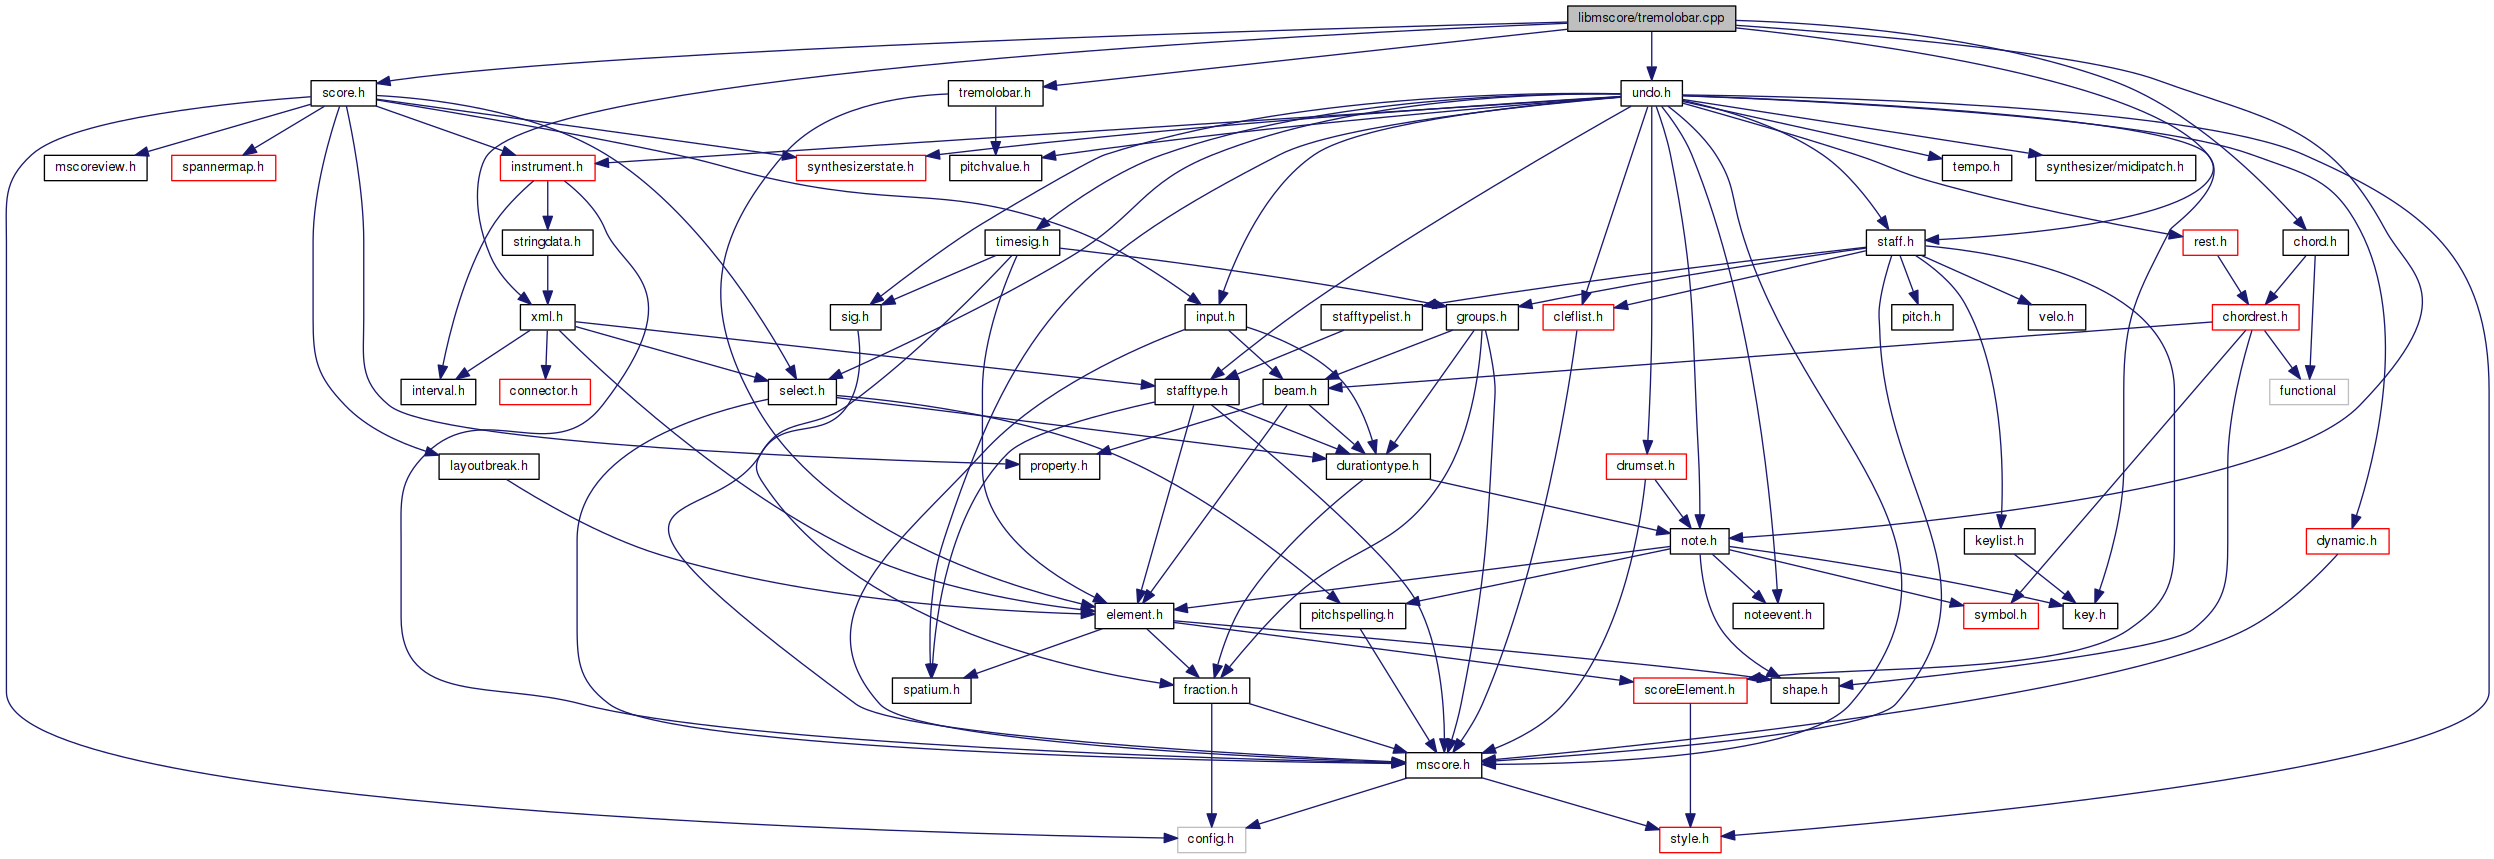 libmscore/tremolobar.cpp
score.h
tremolobar.h
undo.h
mscoreview.h
spannermap.h
instrument.h
synthesizerstate.h
pitchvalue.h
tempo.h
synthesizer/midipatch.h
stringdata.h
timesig.h
staff.h
rest.h
chord.h
xml.h
sig.h
input.h
stafftypelist.h
groups.h
cleflist.h
pitch.h
velo.h
chordrest.h
interval.h
connector.h
select.h
stafftype.h
beam.h
functional
layoutbreak.h
property.h
durationtype.h
drumset.h
note.h
keylist.h
dynamic.h
element.h
pitchspelling.h
noteevent.h
symbol.h
key.h
spatium.h
fraction.h
scoreElement.h
shape.h
mscore.h
config.h
style.h